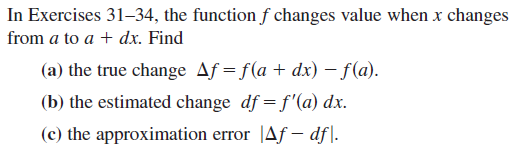 In Exercises 31–34, the function f changes value when x changes
from a to a + dx. Find
(a) the true change Δf = f(a + dx) − f(a).
(b) the estimated change df = f′(a) dx.
(c) the approximation error |Δf − df|.